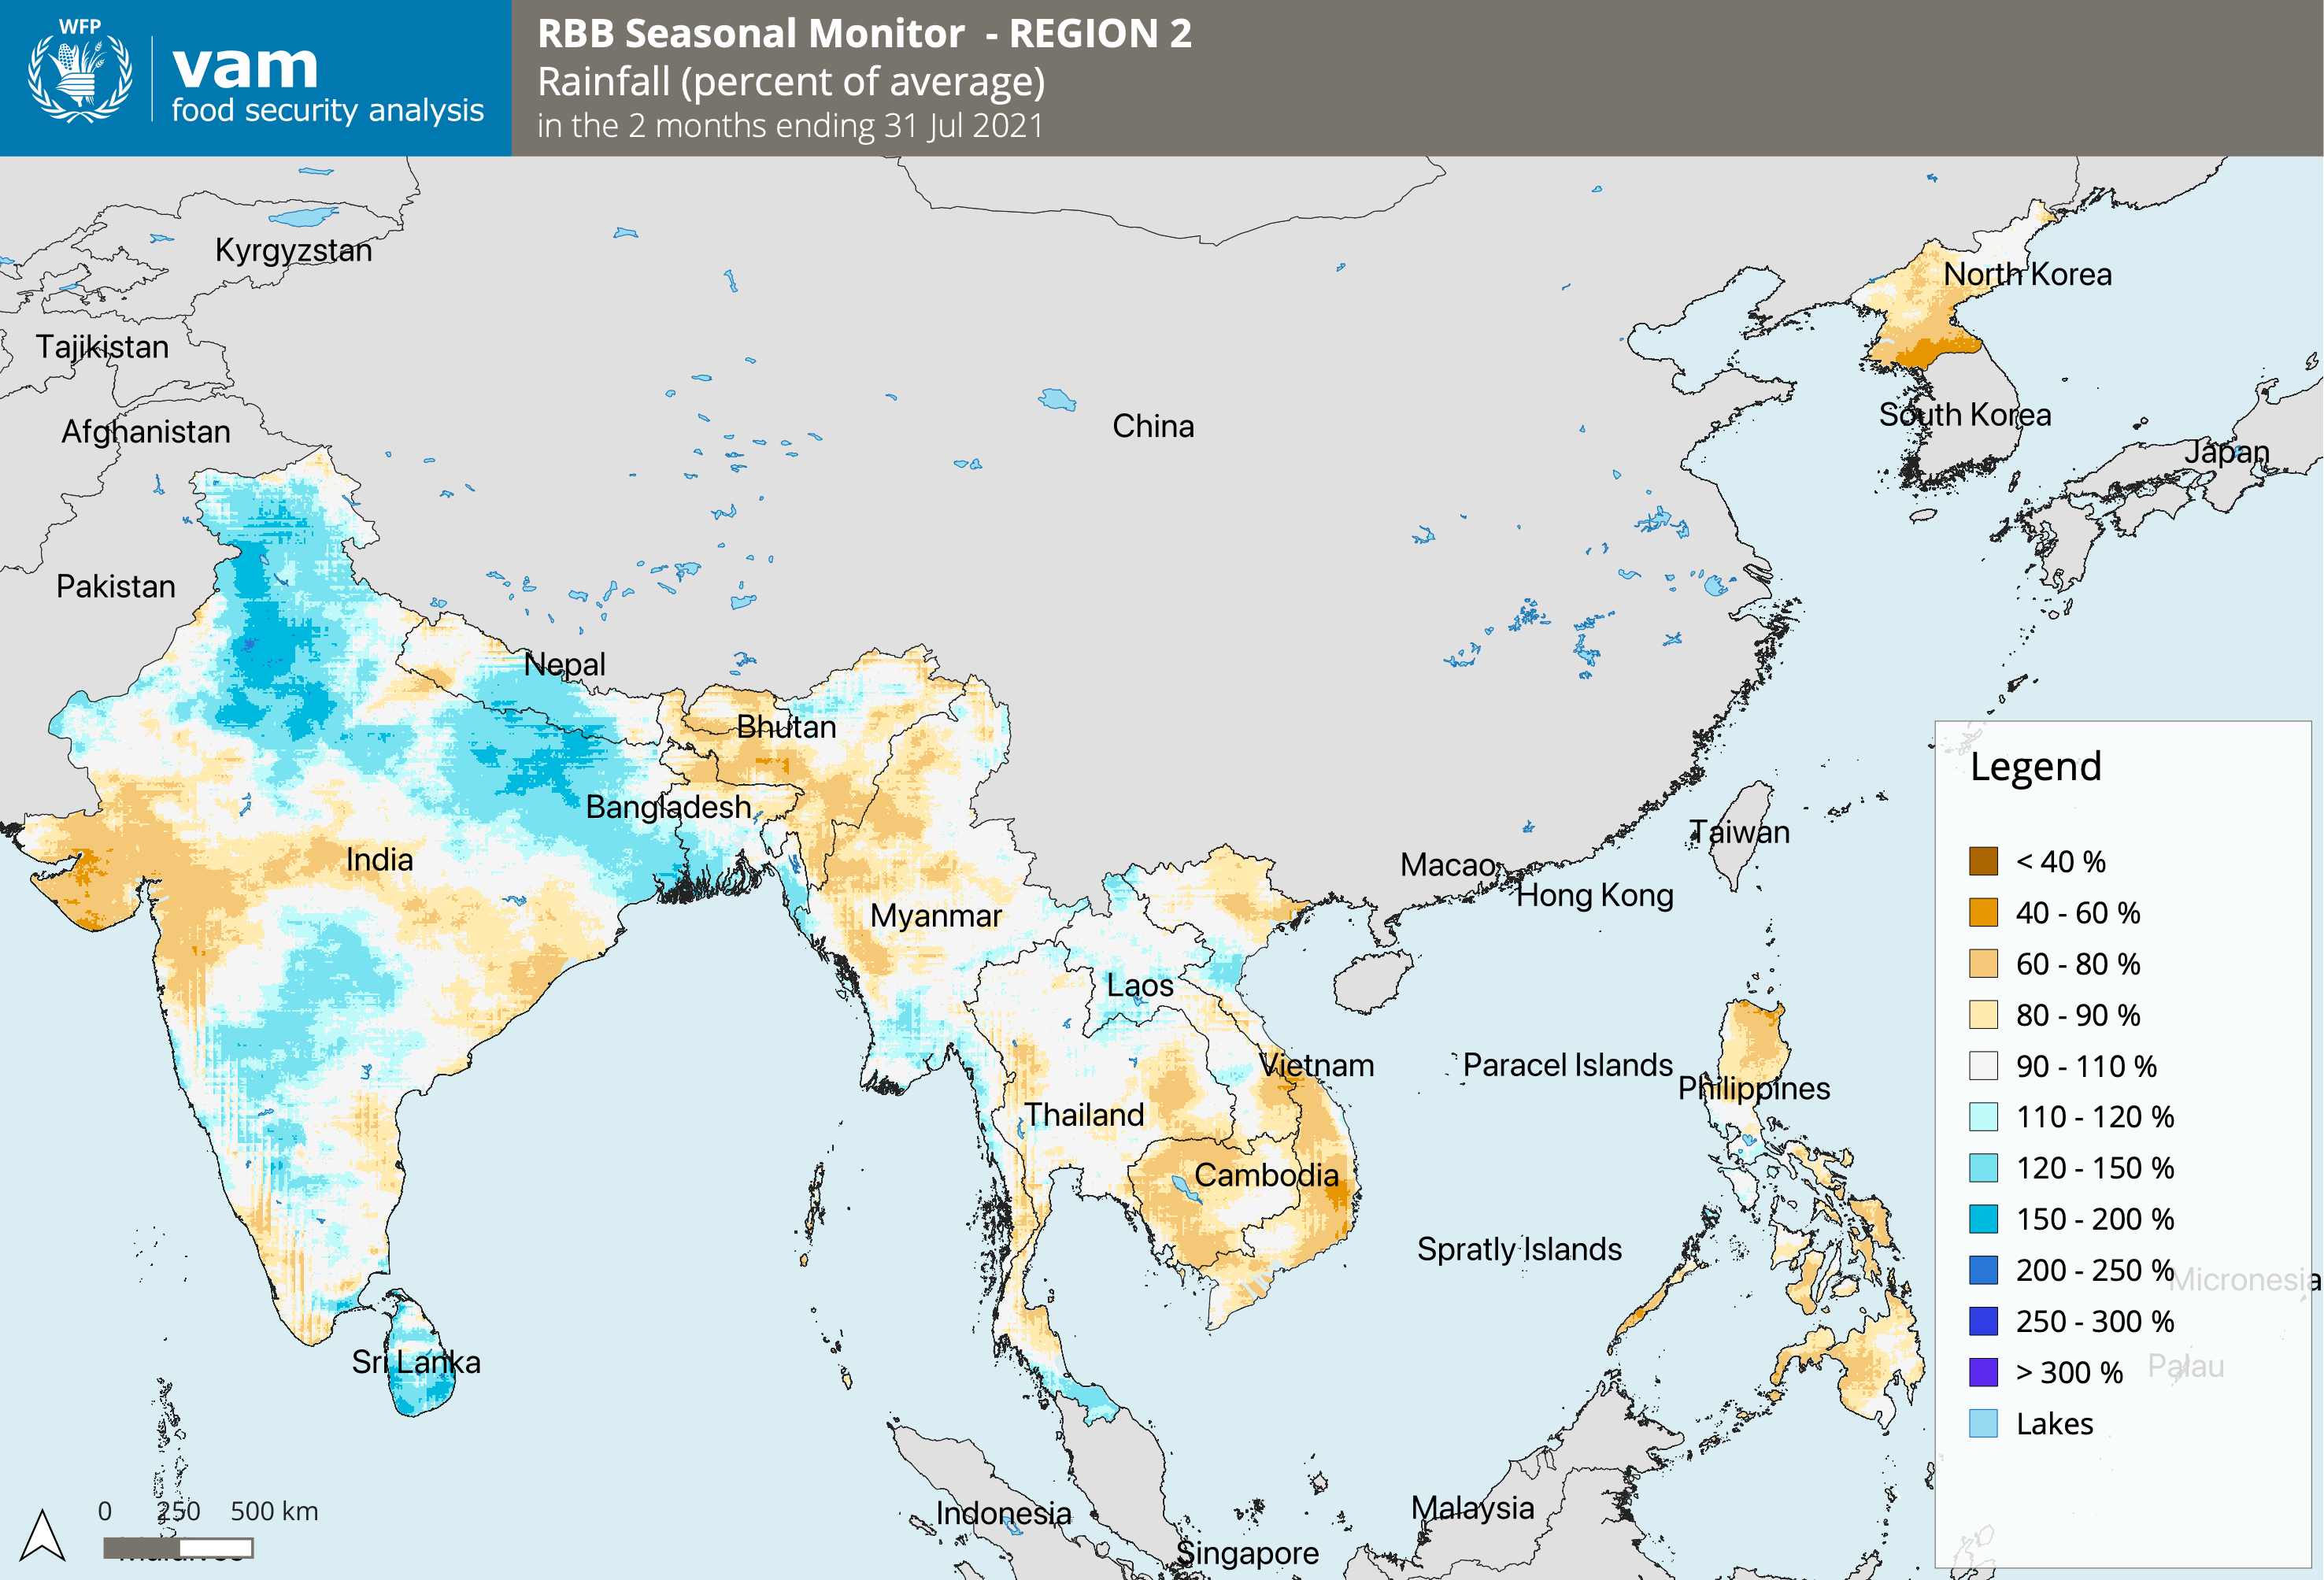 WFP
vam
food security analysis
RBB Seasonal Monitor - REGION 2
Rainfall (percent of average)
in the 2 months ending 31 Jul 2021
Kyrgyzstan
North Korea
Tajikistan
Afghanistan
China
South Korea
Japan
Pakistan
Nepal
Bhutan
Bangladesh
India
Taiwan
Macao
Hong Kong
Myanmar
Laos
Vietnam
Paracel Islands
Philippines
Thailand
Cambodia
Spratly Islands
Sri Lanka
Indonesia
Malaysia
Singapore
Maldives
0 250 500 km
Legend
< 40 %
40 - 60 %
60 - 80 %
80 - 90 %
90 - 110 %
110 - 120 %
120 - 150 %
150 - 200 %
200 - 250 %
Micronesia
250 - 300 %
> 300 %
Palau
Lakes